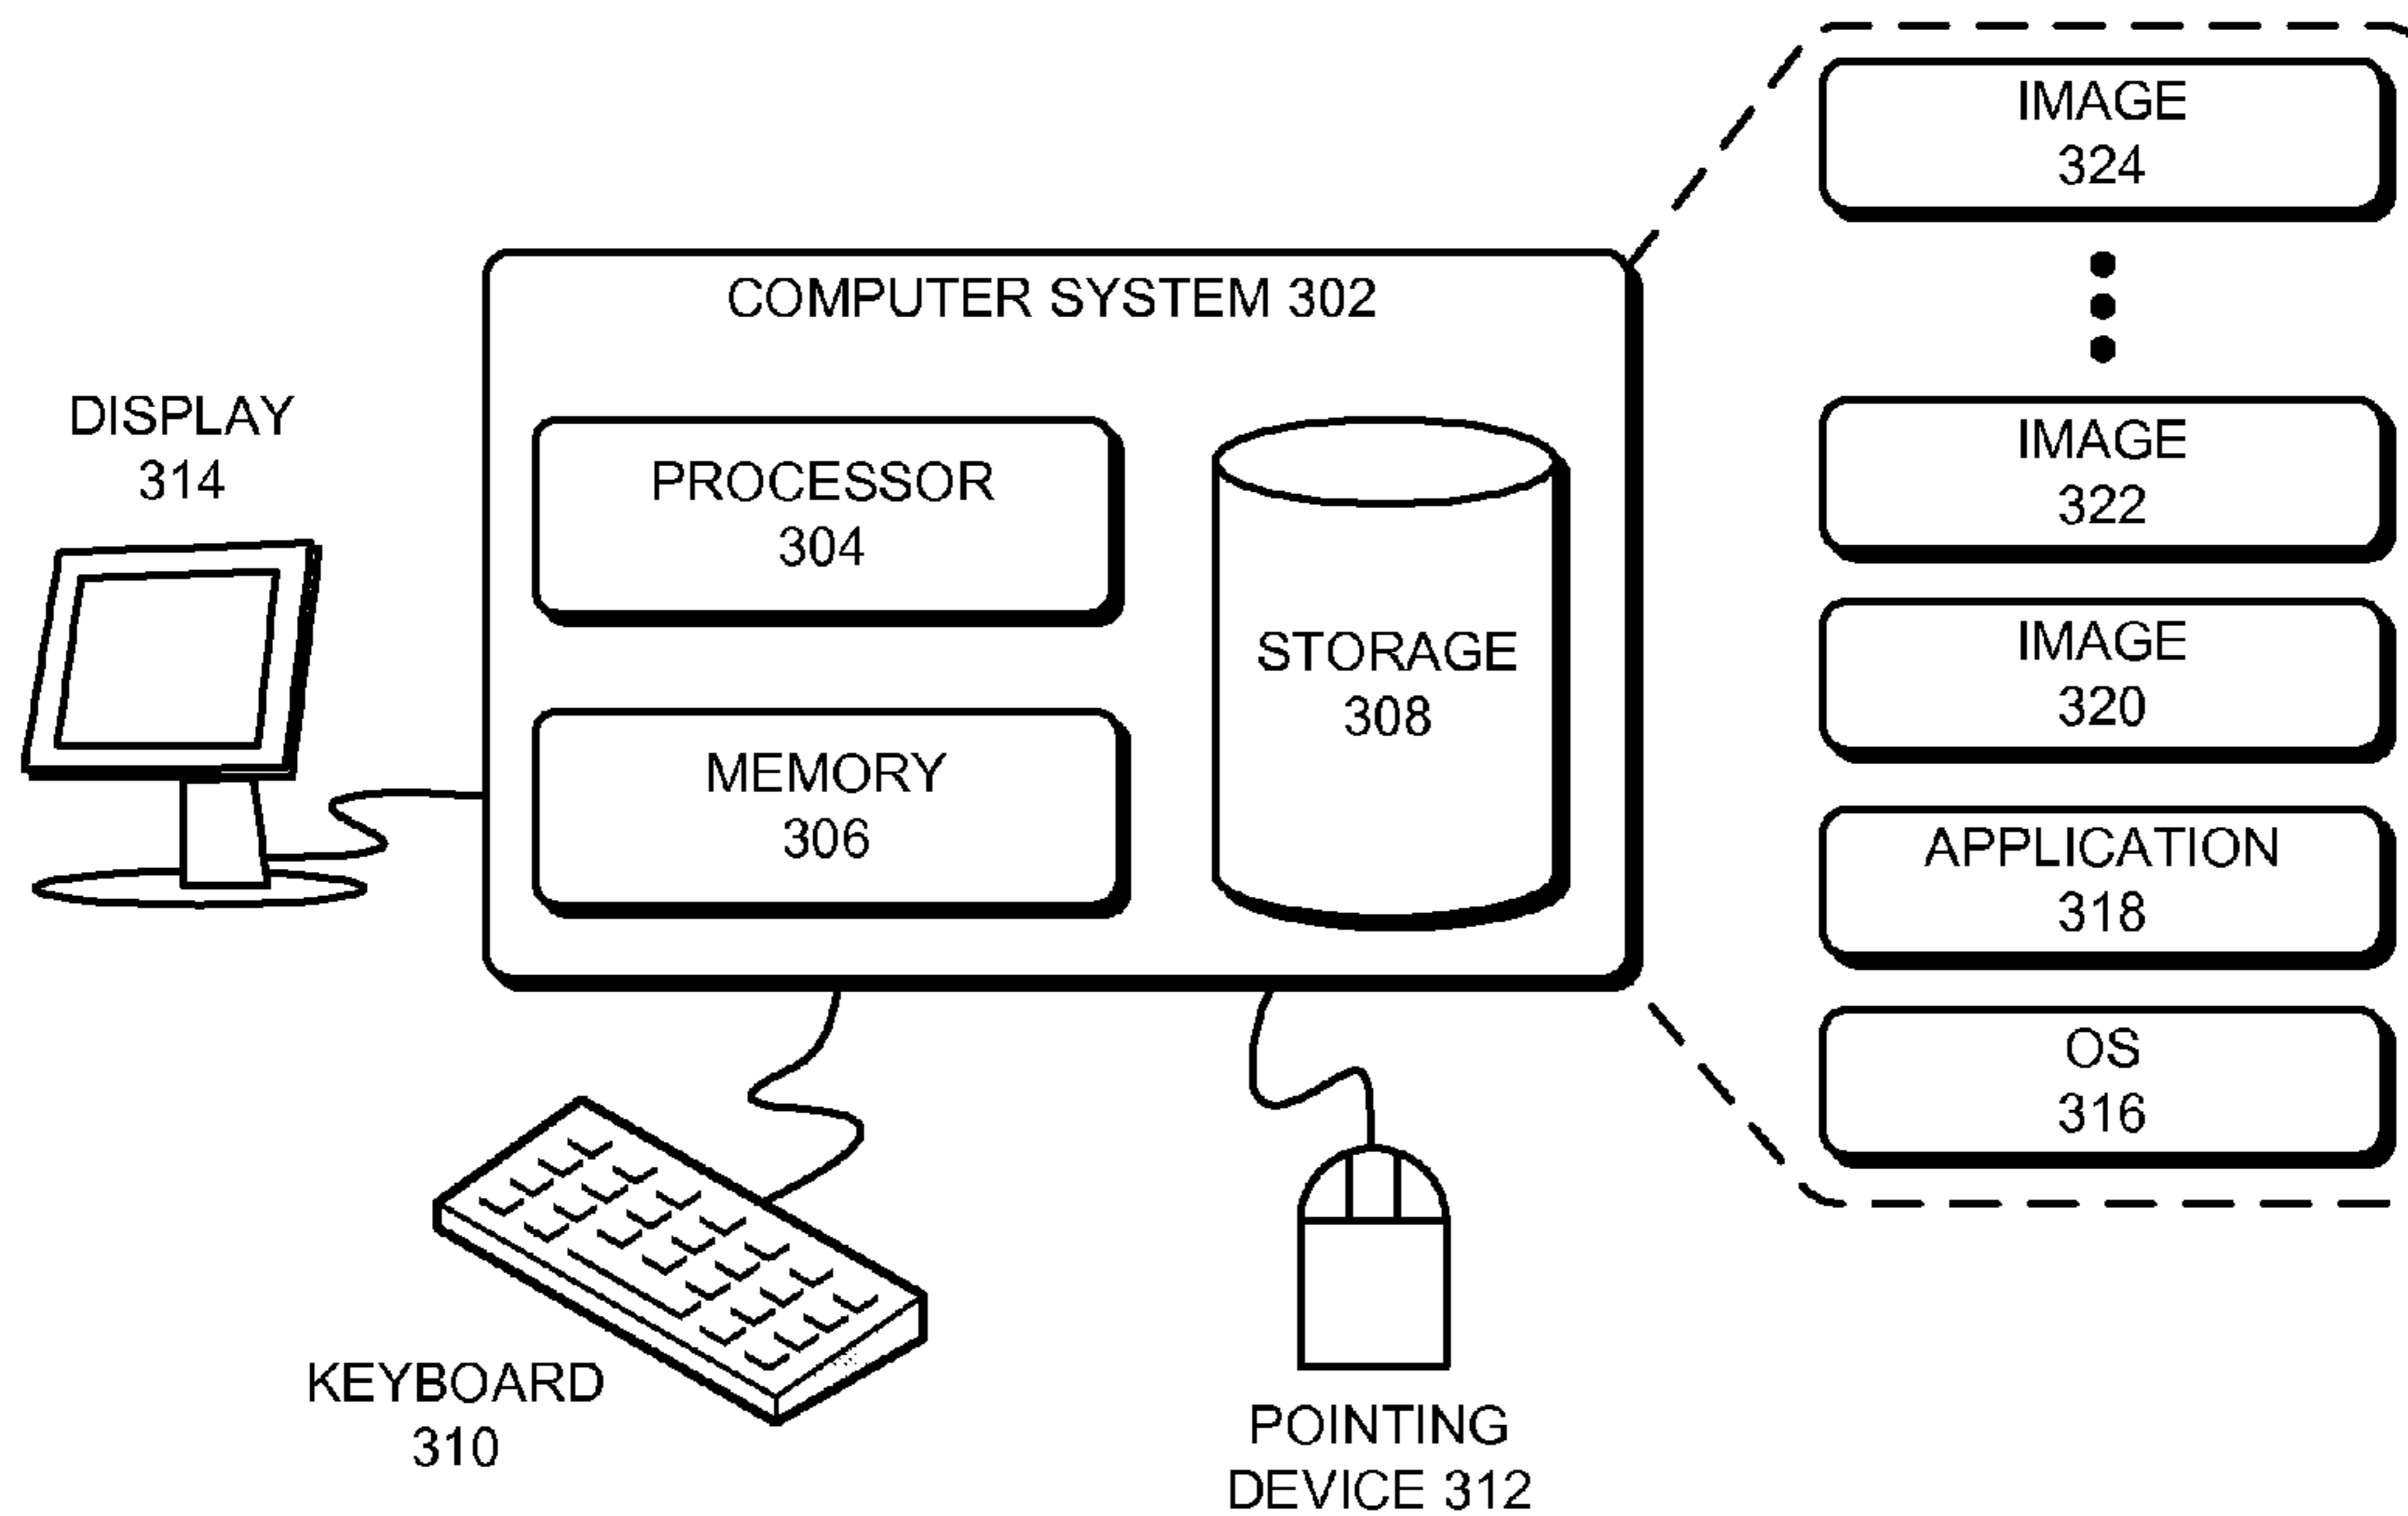 COMPUTER SYSTEM 302
DISPLAY
314
PROCESSOR
304
MEMORY
306
STORAGE
308
KEYBOARD
310
POINTING
DEVICE 312
IMAGE
324
IMAGE
322
IMAGE
320
APPLICATION
318
OS
316